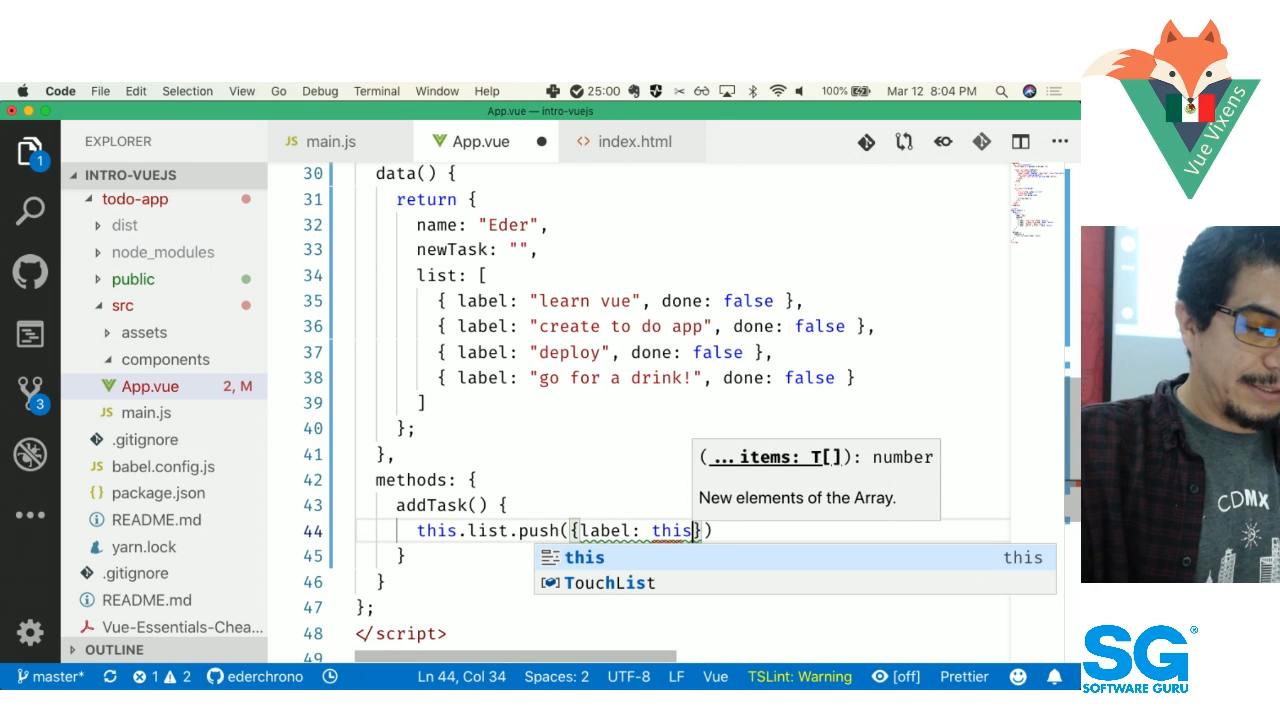 Code File Edit Selection View Go Debug Terminal Window Help 25:00 100% Mar 12 8:04 PM
App.vue — intro-vuejs
EXPLORER
JS main.js
App.vue
<> index.html
INTRO-VUEJS
todo-app
dist
node_modules
public
src
assets
components
App.vue 2, M
JS main.js
.gitignore
JS babel.config.js
{} package.json
README.md
yarn.lock
.gitignore
README.md
Vue-Essentials-Chea...
OUTLINE
1
3
30 data() {
31 return {
32 name: "Eder",
33 newTask: "",
34 list: [
35 { label: "learn vue", done: false },
36 { label: "create to do app", done: false },
37 { label: "deploy", done: false },
38 { label: "go for a drink!", done: false }
39 ]
40 };
41 },
42 methods: {
43 addTask() {
44 this.list.push({label: this})
45 }
46 }
47 };
48 </script>
49
(...items: T[]): number
New elements of the Array.
this this
TouchList
master* 1 2 ederchrono Ln 44, Col 34 Spaces: 2 UTF-8 LF Vue TSLint: Warning [off] Prettier
Vue Vixens
CDMX
SG
SOFTWARE GURU